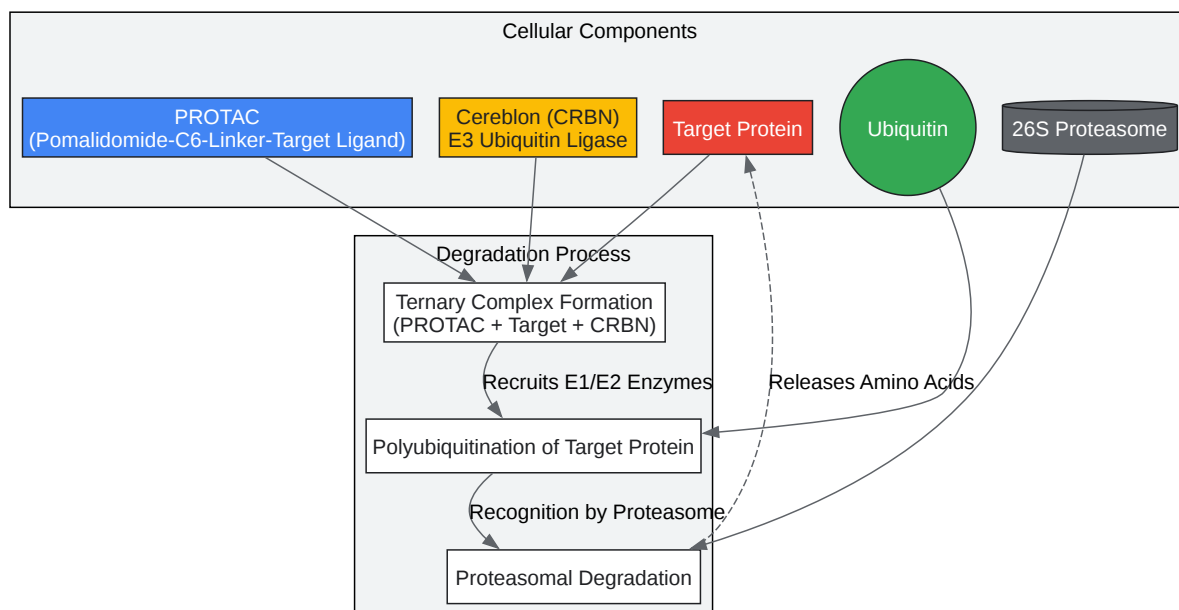 Cellular Components
PROTAC
(Pomalidomide-C6-Linker-Target Ligand)
Cereblon (CRBN)
E3 Ubiquitin Ligase
Target Protein
Ubiquitin
26S Proteasome
Degradation Process
Ternary Complex Formation
(PROTAC + Target + CRBN)
Recruits E1/E2 Enzymes
Releases Amino Acids
Polyubiquitination of Target Protein
Recognition by Proteasome
Proteasomal Degradation